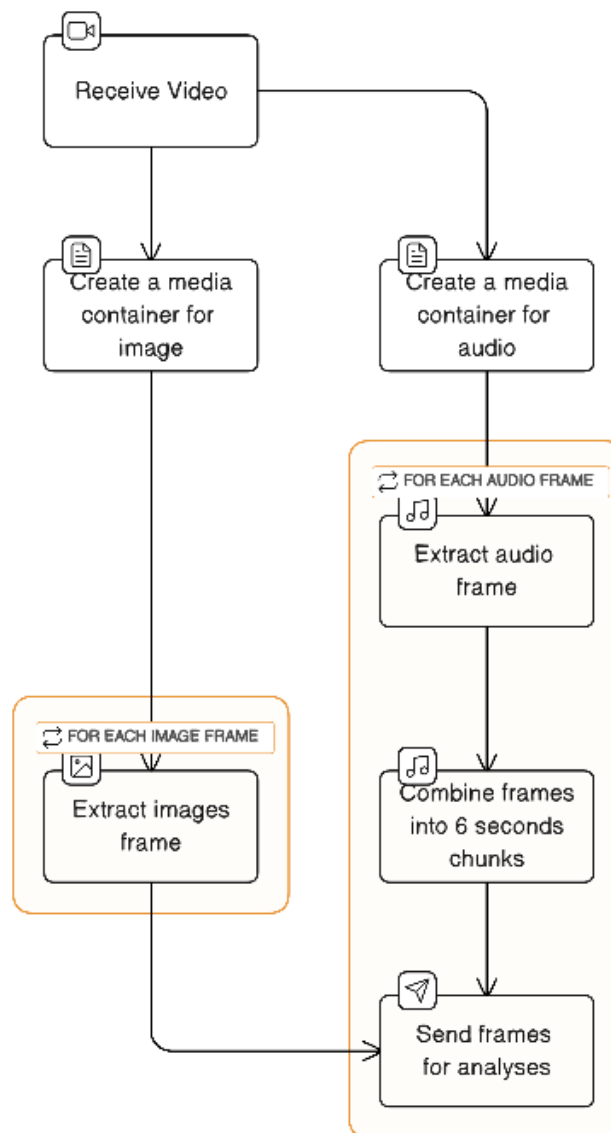 Receive Video
Create a media
container for
image
Create a media
container for
audio
FOR EACH AUDIO FRAME
Extract audio
frame
FOR EACH IMAGE FRAME
Extract images
frame
Combine frames
into 6 seconds
chunks
Send frames
for analyses